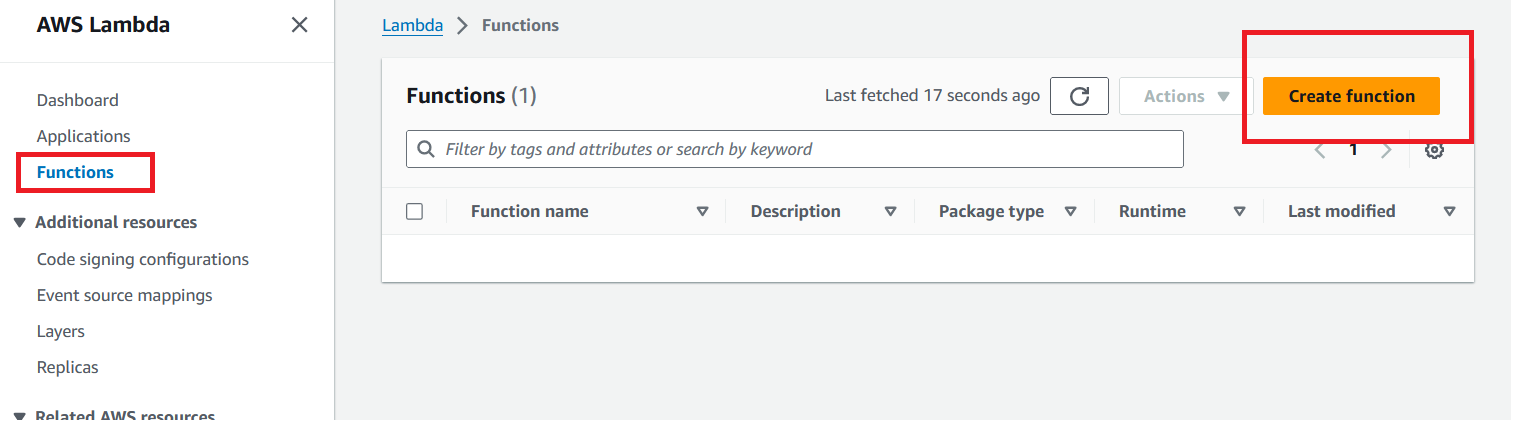 AWS Lambda
Dashboard
Applications
Functions
Additional resources
Code signing configurations
Event source mappings
Layers
Replicas
Related AWS resources
Lambda > Functions
Functions (1)
Last fetched 17 seconds ago
Actions
Create function
Filter by tags and attributes or search by keyword
1
Function name Description Package type Runtime Last modified